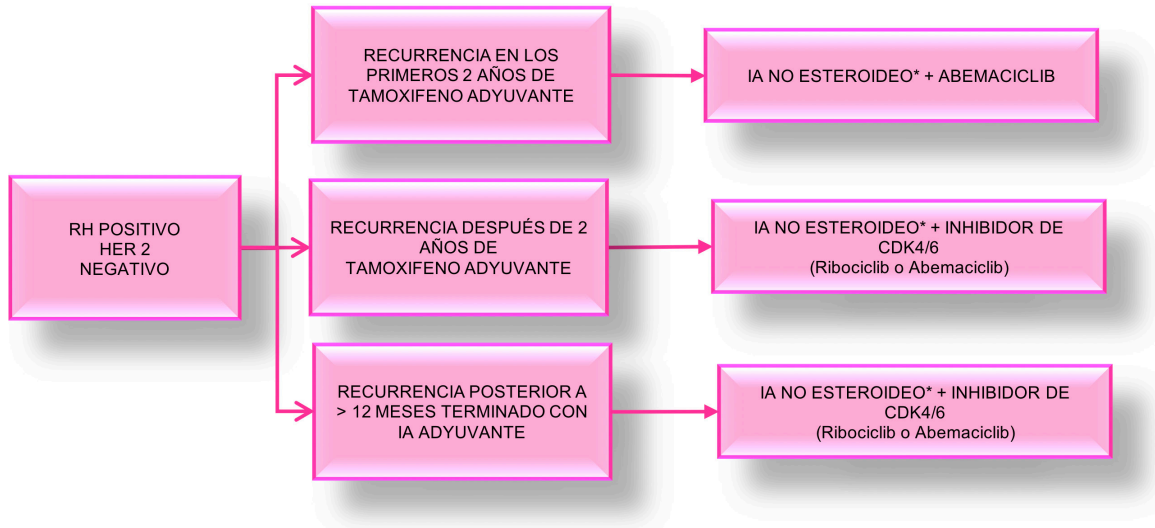 RH POSITIVO
HER 2
NEGATIVO
RECURRENCIA EN LOS
PRIMEROS 2 AÑOS DE
TAMOXIFENO ADYUVANTE
IA NO ESTEROIDEO* + ABEMACICLIB
RECURRENCIA DESPUÉS DE 2
AÑOS DE
TAMOXIFENO ADYUVANTE
IA NO ESTEROIDEO* + INHIBIDOR DE
CDK4/6
(Ribociclib o Abemaciclib)
RECURRENCIA POSTERIOR A
> 12 MESES TERMINADO CON
IA ADYUVANTE
IA NO ESTEROIDEO* + INHIBIDOR DE
CDK4/6
(Ribociclib o Abemaciclib)